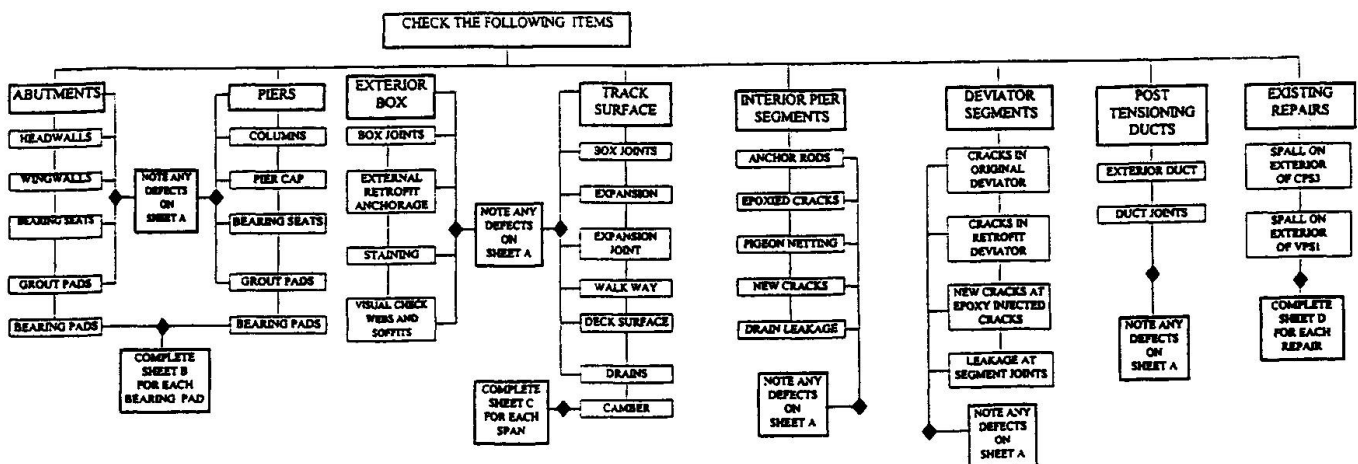 CHECK THE FOLLOWING ITEMS
ABUTMENTS
HEADWALLS
WINGWALLS
BEARING SEATS
GROUT PADS
BEARING PADS
NOTE ANY
DEFECTS
ON
SHEET A
PIERS
COLUMNS
PIER CAP
BEARING SEATS
GROUT PADS
BEARING PADS
COMPLETE
SHEET B
FOR EACH
BEARING PAD
EXTERIOR
BOX
BOX JOINTS
EXTERNAL
RETROFIT
ANCHORAGE
STAINING
VISUAL CHECK
WEBS AND
SOFFITS
NOTE ANY
DEFECTS
ON
SHEET A
TRACK
SURFACE
BOX JOINTS
EXPANSION
EXPANSION
JOINT
WALK WAY
DECK SURFACE
DRAINS
CAMBER
COMPLETE
SHEET C
FOR EACH
SPAN
INTERIOR PIER
SEGMENTS
ANCHOR RODS
EPOXIED CRACKS
PIGEON NETTING
NEW CRACKS
DRAIN LEAKAGE
NOTE ANY
DEFECTS
ON
SHEET A
DEVIATOR
SEGMENTS
CRACKS IN
ORIGINAL
DEVIATOR
CRACKS IN
RETROFIT
DEVIATOR
NEW CRACKS AT
EPOXY INJECTED
CRACKS
LEAKAGE AT
SEGMENT JOINTS
NOTE ANY
DEFECTS
ON
SHEET A
POST
TENSIONING
DUCTS
EXTERIOR DUCT
DUCT JOINTS
NOTE ANY
DEFECTS
ON
SHEET A
EXISTING
REPAIRS
SPALL ON
EXTERIOR
OF CPS3
SPALL ON
EXTERIOR
OF VPS1
COMPLETE
SHEET D
FOR EACH
REPAIR